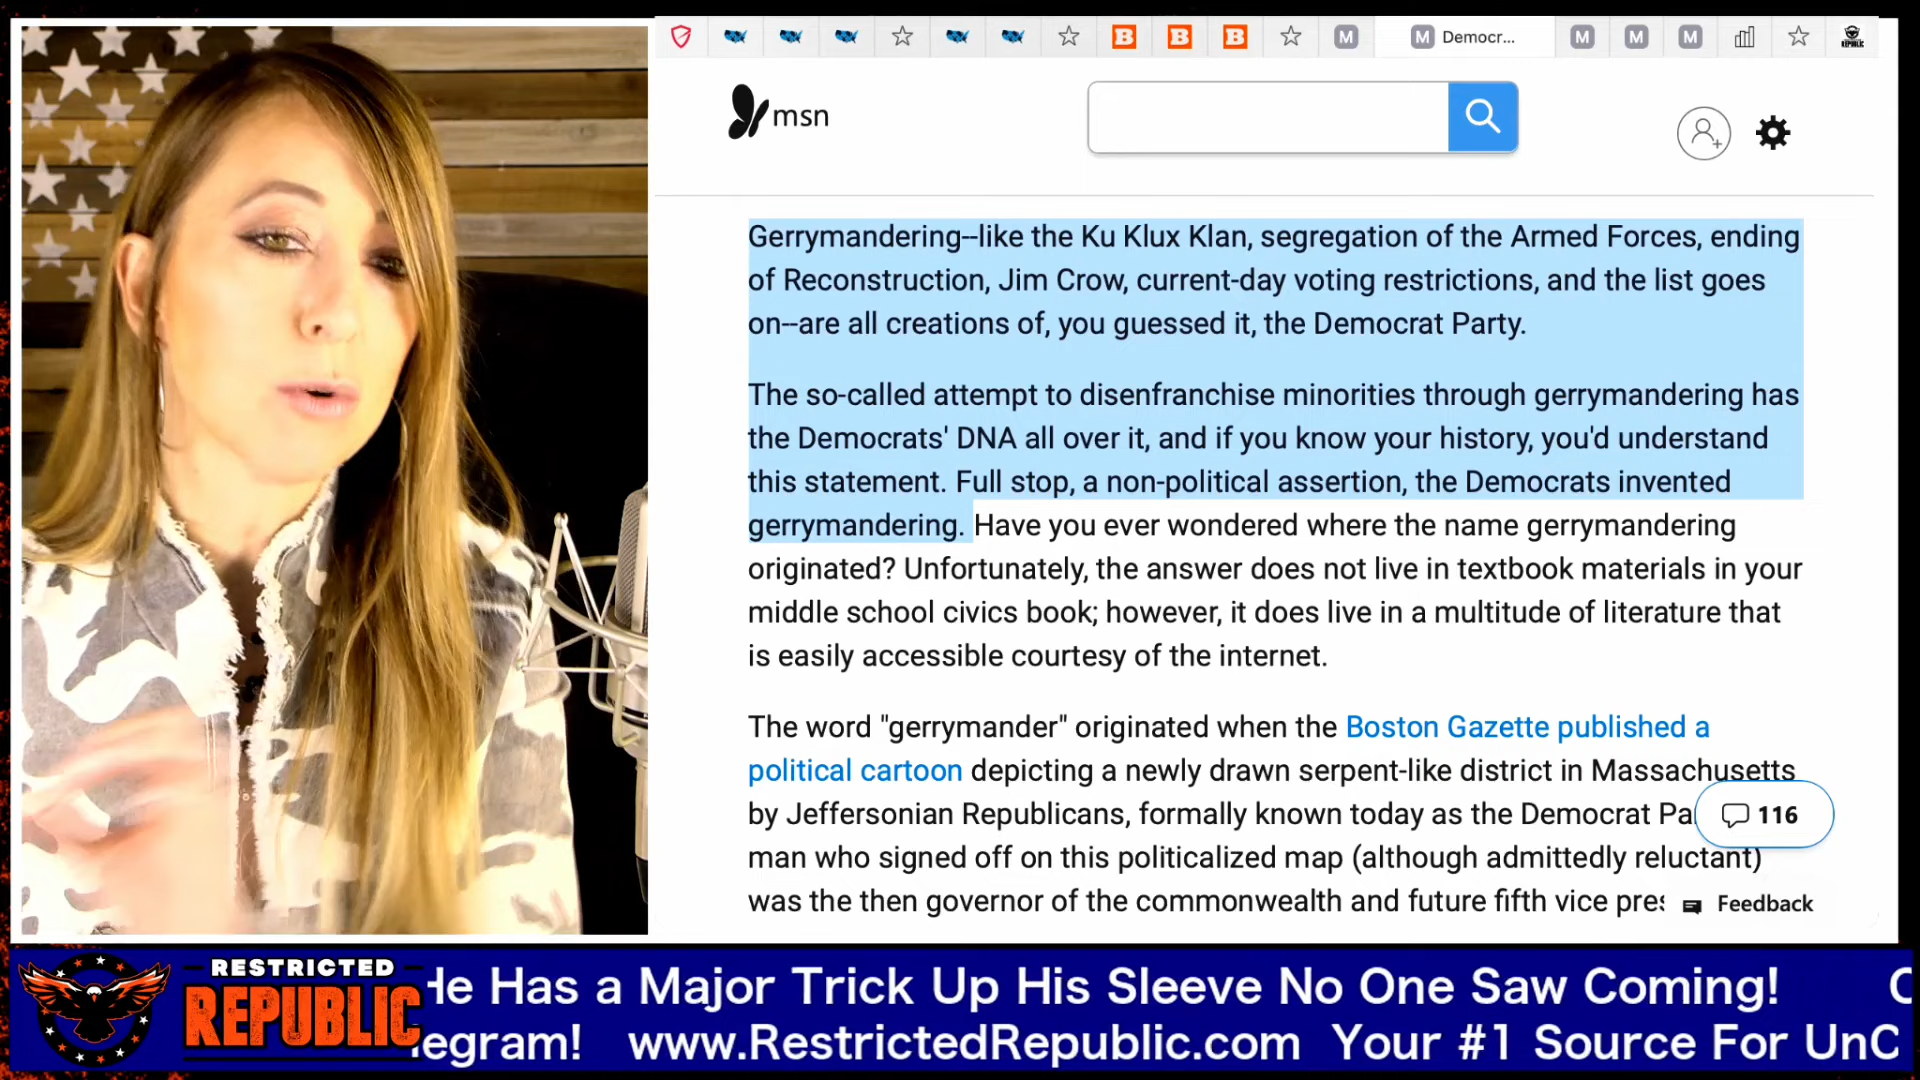 Democr...
msn
Gerrymandering--like the Ku Klux Klan, segregation of the Armed Forces, ending
of Reconstruction, Jim Crow, current-day voting restrictions, and the list goes
on--are all creations of, you guessed it, the Democrat Party.
The so-called attempt to disenfranchise minorities through gerrymandering has
the Democrats' DNA all over it, and if you know your history, you'd understand
this statement. Full stop, a non-political assertion, the Democrats invented
gerrymandering. Have you ever wondered where the name gerrymandering
originated? Unfortunately, the answer does not live in textbook materials in your
middle school civics book; however, it does live in a multitude of literature that
is easily accessible courtesy of the internet.
The word "gerrymander" originated when the Boston Gazette published a
political cartoon depicting a newly drawn serpent-like district in Massachusetts
by Jeffersonian Republicans, formally known today as the Democrat Pa
116
man who signed off on this politicalized map (although admittedly reluctant)
was the then governor of the commonwealth and future fifth vice pres
Feedback
RESTRICTED
REPUBLIC
He Has a Major Trick Up His Sleeve No One Saw Coming!
egram! www.RestrictedRepublic.com Your #1 Source For UnC